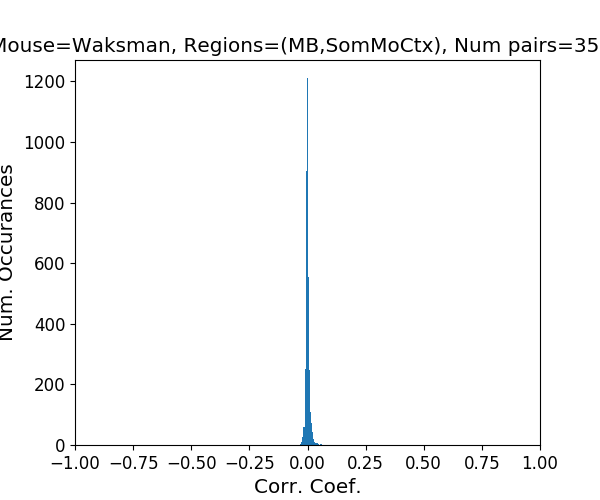 Mouse=Waksman, Regions=(MB,SomMoCtx), Num pairs=35
1200
1000
800
600
400
200
0
Num. Occurances
−1.00 −0.75 −0.50 −0.25 0.00 0.25 0.50 0.75 1.00
Corr. Coef.